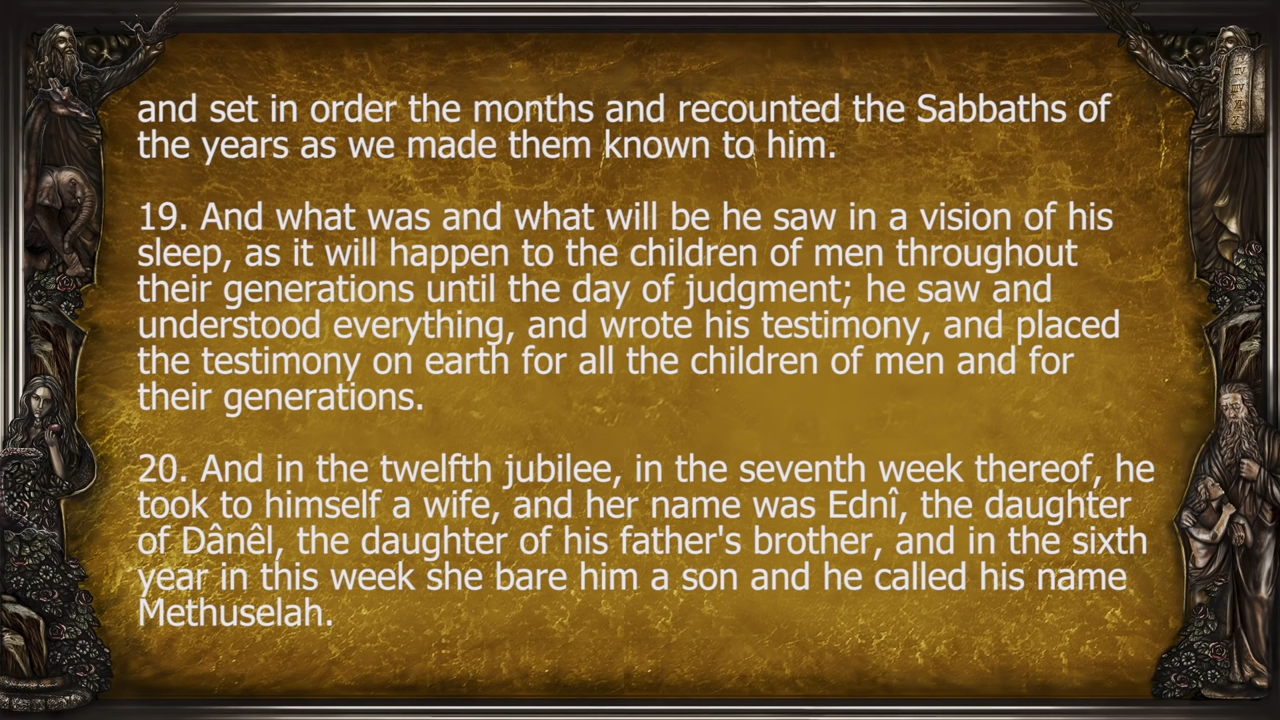 and set in order the months and recounted the Sabbaths of
the years as we made them known to him.
19. And what was and what will be he saw in a vision of his
sleep, as it will happen to the children of men throughout
their generations until the day of judgment; he saw and
understood everything, and wrote his testimony, and placed
the testimony on earth for all the children of men and for
their generations.
20. And in the twelfth jubilee, in the seventh week thereof, he
took to himself a wife, and her name was Ednî, the daughter
of Dânêl, the daughter of his father's brother, and in the sixth
year in this week she bare him a son and he called his name
Methuselah.